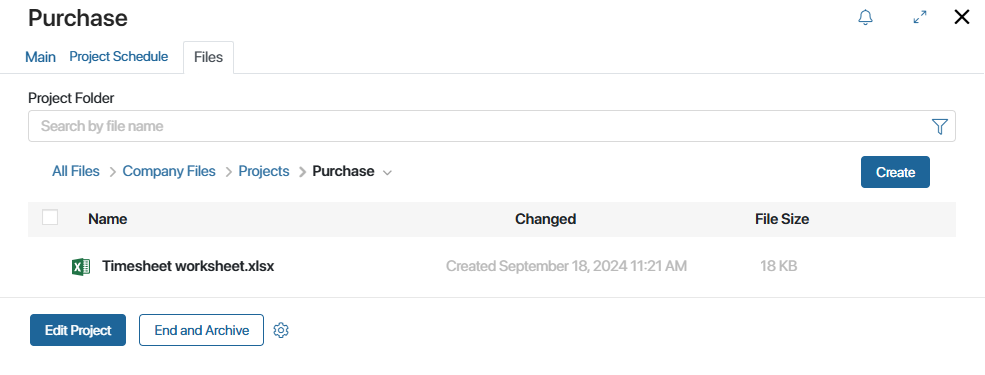 Purchase
Main Project Schedule Files
Project Folder
Search by file name
All Files > Company Files > Projects > Purchase
Create
Name Changed File Size
Timesheet worksheet.xlsx Created September 18, 2024 11:21 AM 18 KB
Edit Project End and Archive